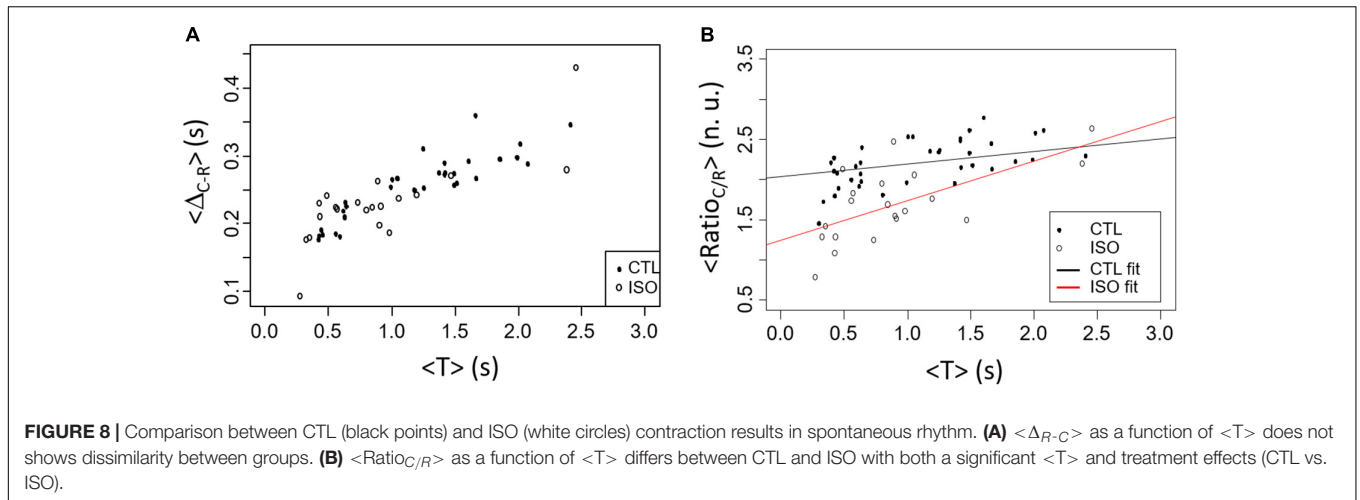 A
<Δ_C-R> (s)
0.4
0.3
0.2
0.1
CTL
ISO
0.0 0.5 1.0 1.5 2.0 2.5 3.0
<T> (s)
B
<Ratio_C/R> (n. u.)
3.5
2.5
1.5
0.5
CTL
ISO
CTL fit
ISO fit
0.0 0.5 1.0 1.5 2.0 2.5 3.0
<T> (s)
FIGURE 8 | Comparison between CTL (black points) and ISO (white circles) contraction results in spontaneous rhythm. (A) <Δ_R-C> as a function of <T> does not
shows dissimilarity between groups. (B) <Ratio_C/R> as a function of <T> differs between CTL and ISO with both a significant <T> and treatment effects (CTL vs.
ISO).